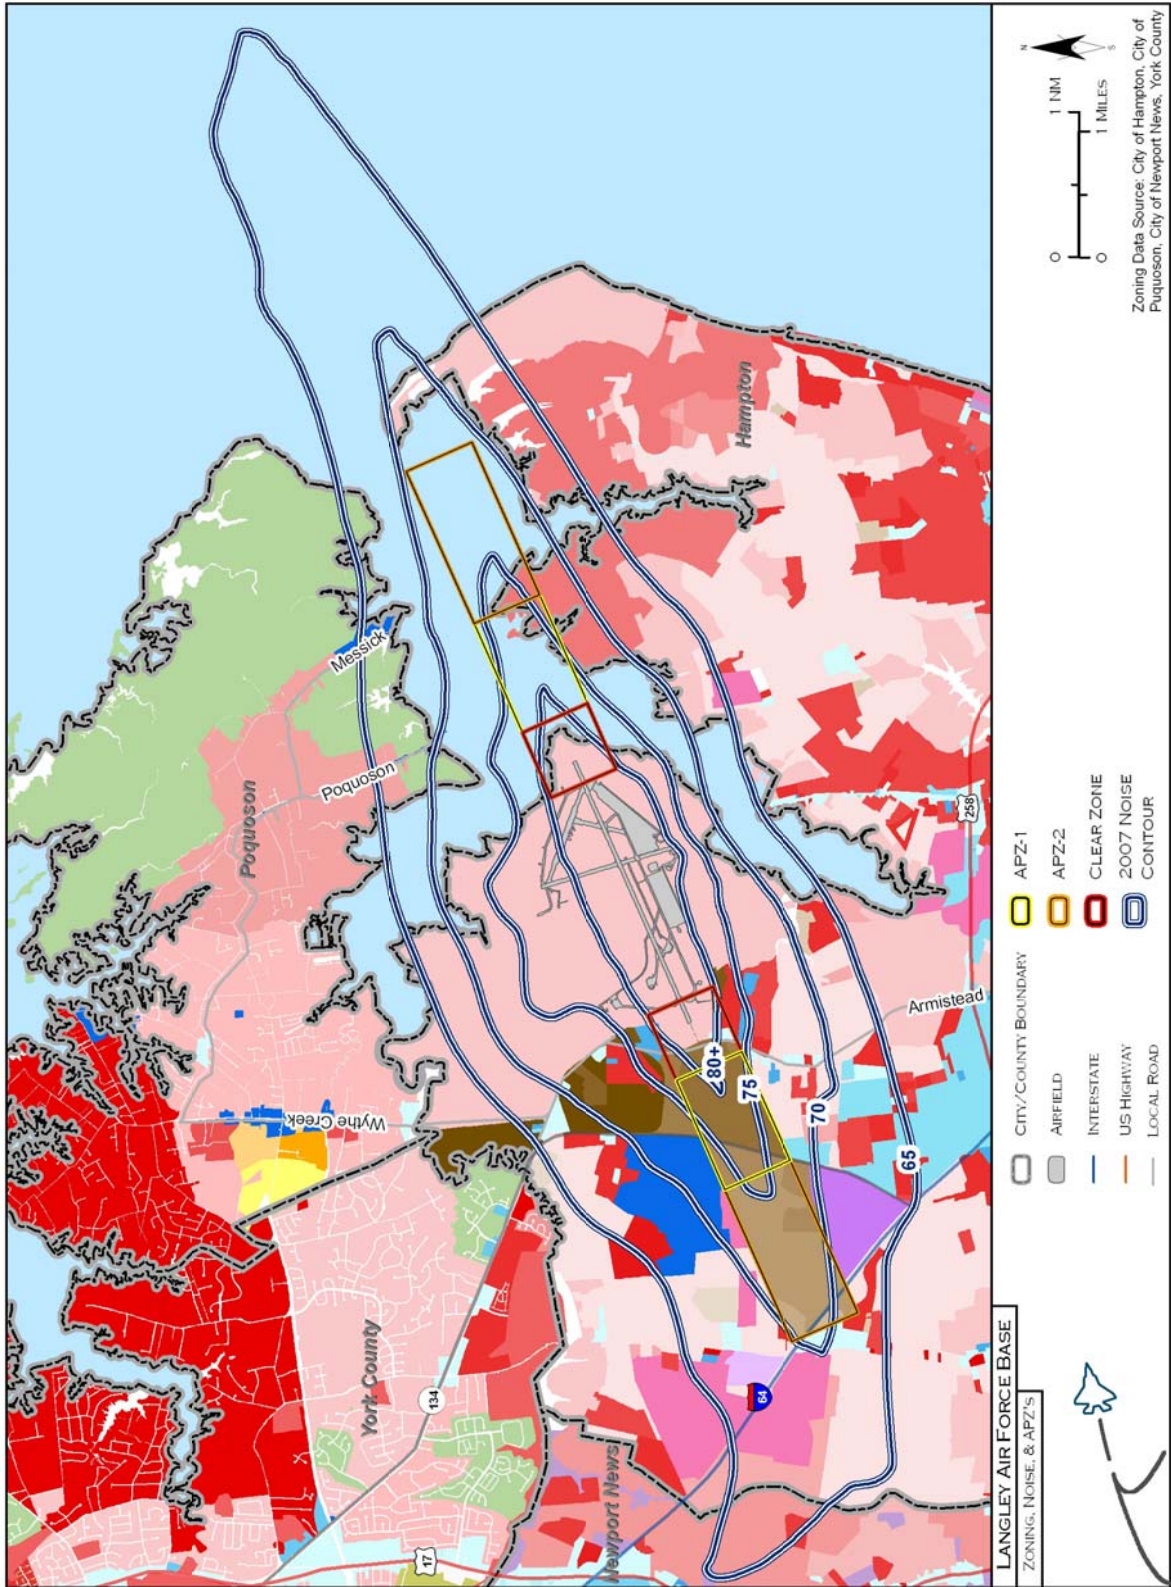 Poquoson
Messick
Poquoson
Wythe Creek
Hampton
York County
134
17
Newport News
64
258
Armistead
80+
75
70
65
LANGLEY AIR FORCE BASE
ZONING, NOISE, & APZ'S
CITY/COUNTY BOUNDARY
AIRFIELD
INTERSTATE
US HIGHWAY
LOCAL ROAD
APZ-1
APZ-2
CLEAR ZONE
2007 NOISE
CONTOUR
N
S
0
1 NM
0
1 MILES
Zoning Data Source: City of Hampton, City of
Puquoson, City of Newport News, York County